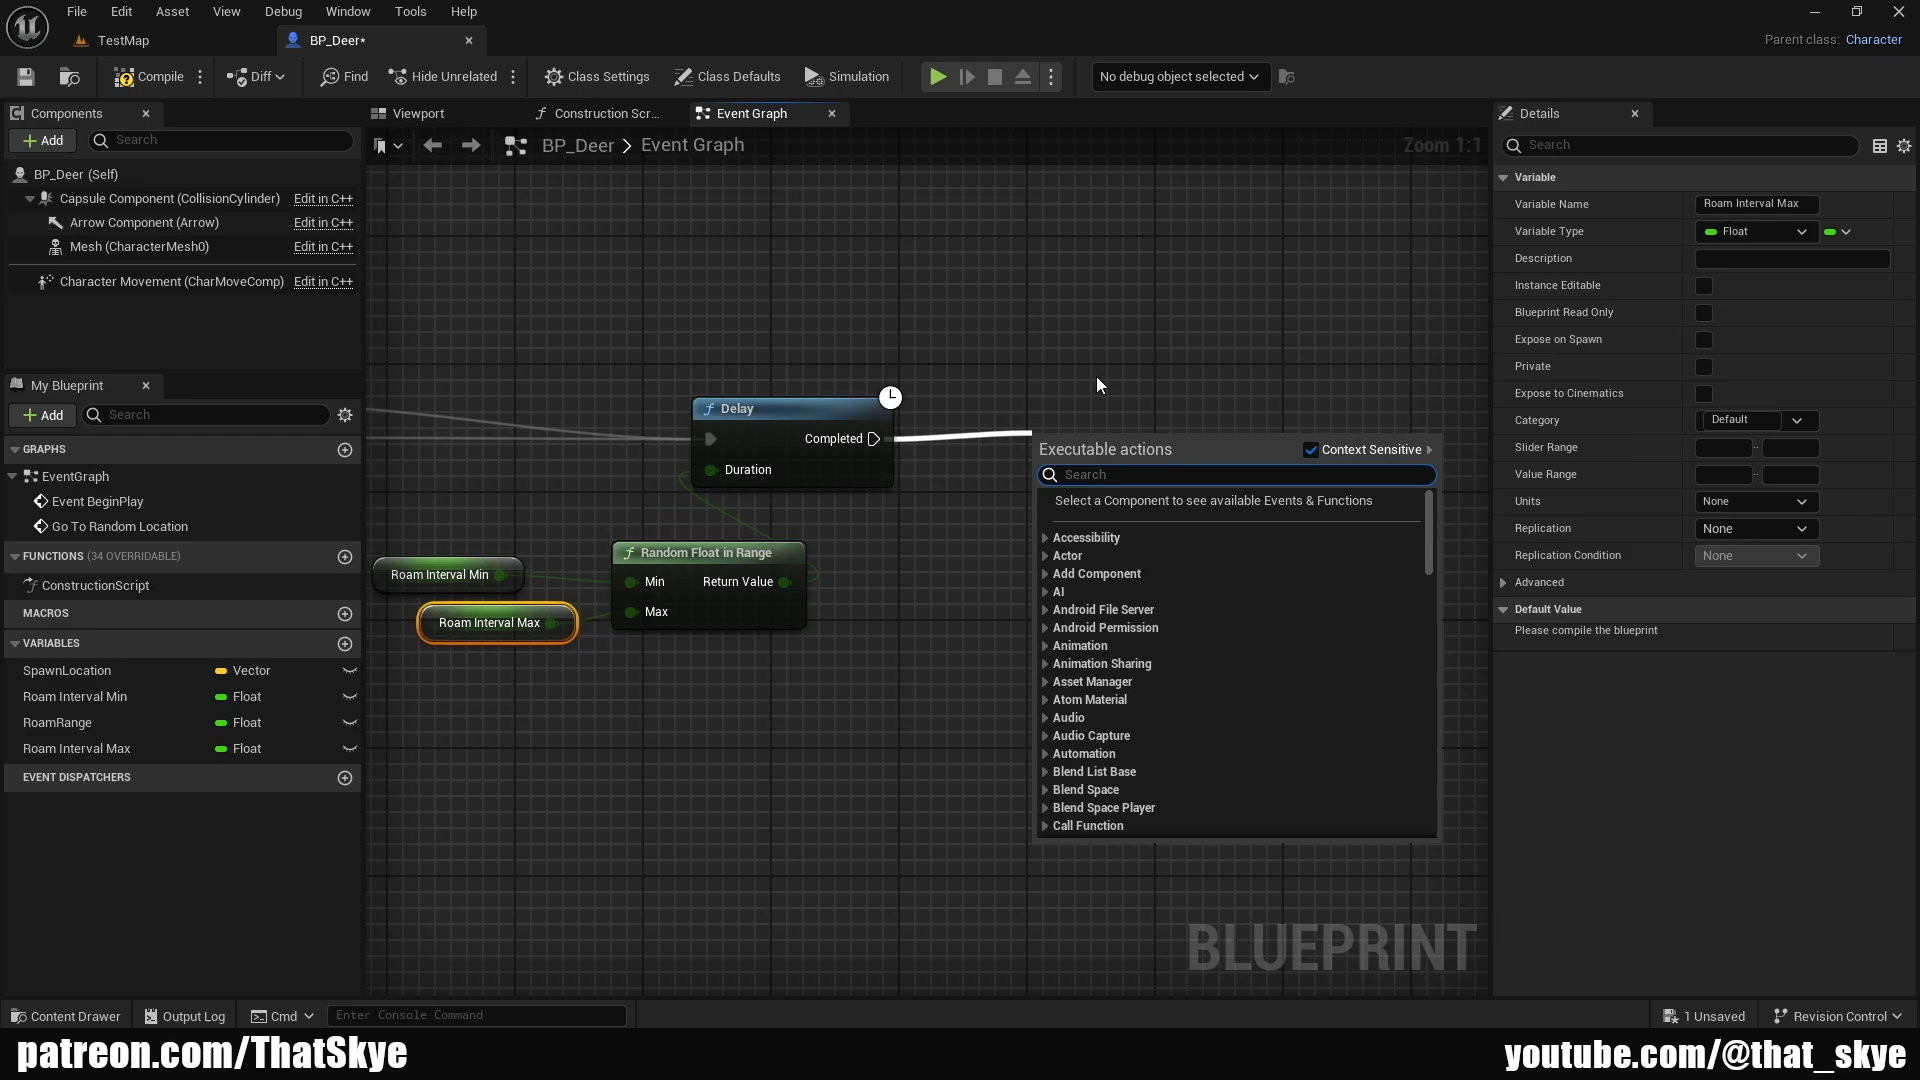 File Edit Asset View Debug Window Tools Help
TestMap
BP_Deer*
Parent class: Character
Compile
Diff
Find
Hide Unrelated
Class Settings
Class Defaults
Simulation
No debug object selected
Components
Add
Search
BP_Deer (Self)
Capsule Component (CollisionCylinder) Edit in C++
Arrow Component (Arrow) Edit in C++
Mesh (CharacterMesh0) Edit in C++
Character Movement (CharMoveComp) Edit in C++
My Blueprint
Add
Search
GRAPHS
EventGraph
Event BeginPlay
Go To Random Location
FUNCTIONS (34 OVERRIDABLE)
ConstructionScript
MACROS
VARIABLES
SpawnLocation Vector
Roam Interval Min Float
RoamRange Float
Roam Interval Max Float
EVENT DISPATCHERS
Viewport
Construction Scr...
Event Graph
BP_Deer > Event Graph
Zoom 1:1
Delay
Completed
Duration
Random Float in Range
Min Return Value
Max
Roam Interval Min
Roam Interval Max
Executable actions
Context Sensitive
Search
Select a Component to see available Events & Functions
Accessibility
Actor
Add Component
AI
Android File Server
Android Permission
Animation
Animation Sharing
Asset Manager
Atom Material
Audio
Audio Capture
Automation
Blend List Base
Blend Space
Blend Space Player
Call Function
BLUEPRINT
Details
Search
Variable
Variable Name Roam Interval Max
Variable Type Float
Description
Instance Editable
Blueprint Read Only
Expose on Spawn
Private
Expose to Cinematics
Category Default
Slider Range
Value Range
Units None
Replication None
Replication Condition None
Advanced
Default Value
Please compile the blueprint
Content Drawer
Output Log
Cmd
Enter Console Command
1 Unsaved
Revision Control
patreon.com/ThatSkye
youtube.com/@that_skye